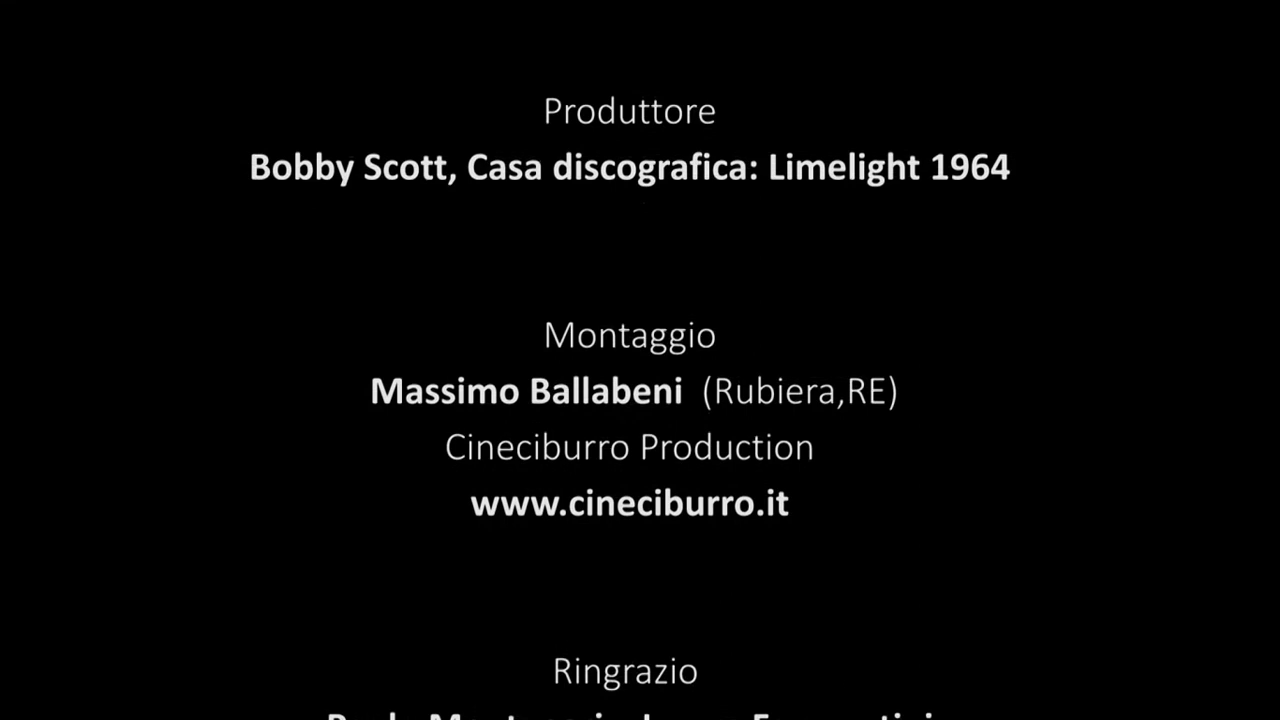 Produttore
Bobby Scott, Casa discografica: Limelight 1964
Montaggio
Massimo Ballabeni (Rubiera,RE)
Cineciburro Production
www.cineciburro.it
Ringrazio